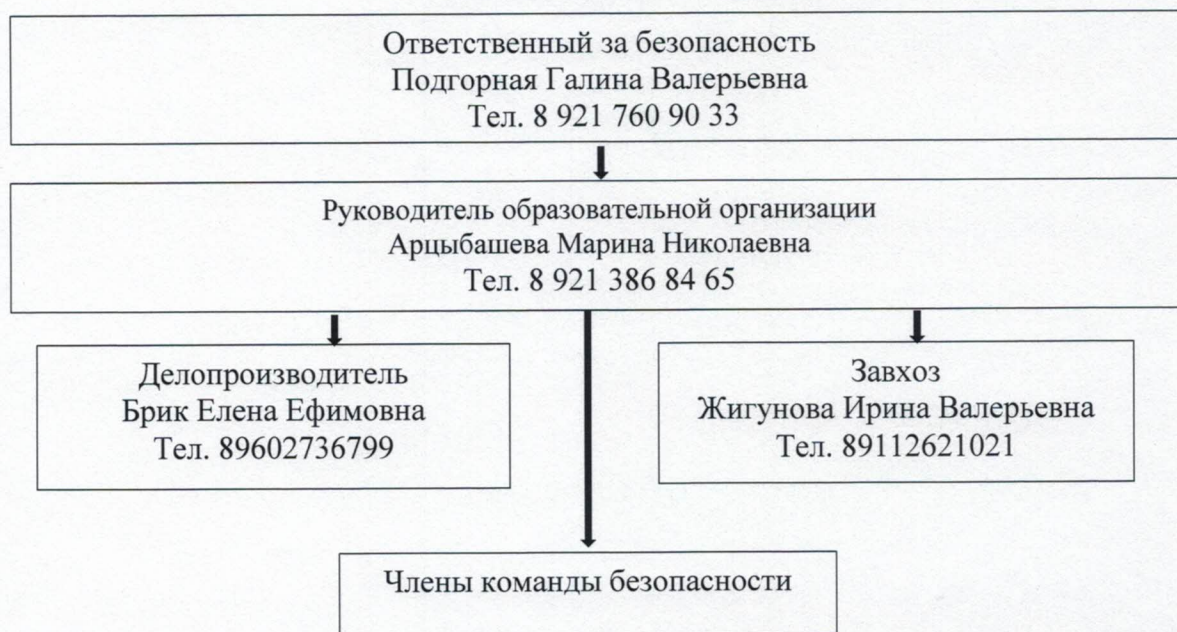 Ответственный за безопасность
Подгорная Галина Валерьевна
Тел. 8 921 760 90 33
Руководитель образовательной организации
Арцыбашева Марина Николаевна
Тел. 8 921 386 84 65
Делопроизводитель
Брик Елена Ефимовна
Тел. 89602736799
Завхоз
Жигунова Ирина Валерьевна
Тел. 89112621021
Члены команды безопасности